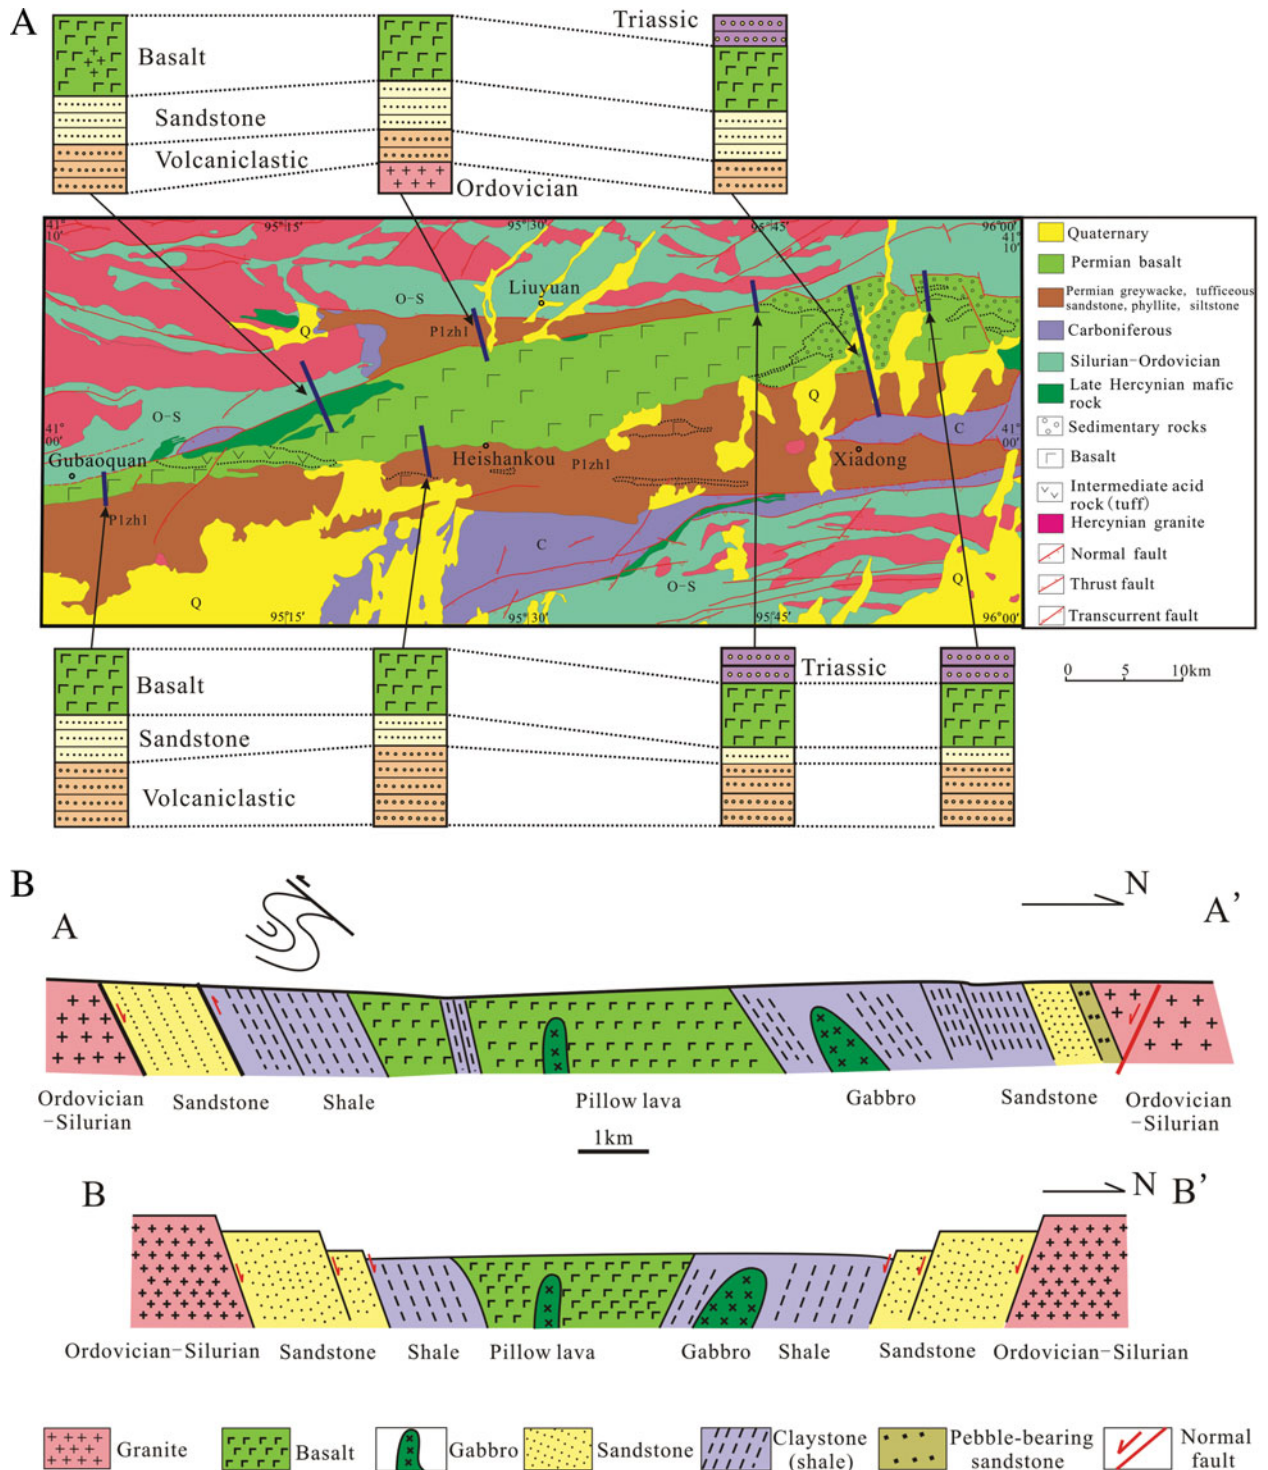 A
Basalt
Sandstone
Volcaniclastic
Ordovician
Triassic
41°
10′
95°15′
95°30′
95°45′
96°00′
41°
10′
O-S
Liuyuan
P1zh1
Q
O-S
41°
00′
Gubaoquan
P1zh1
Heishankou
P1zh1
Q
Xiadong
C
41°
00′
C
O-S
Q
Q
95°15′
95°30′
95°45′
96°00′
Quaternary
Permian basalt
Permian greywacke, tufficeous
sandstone, phyllite, siltstone
Carboniferous
Silurian-Ordovician
Late Hercynian mafic
rock
Sedimentary rocks
Basalt
Intermediate acid
rock(tuff)
Hercynian granite
Normal fault
Thrust fault
Transcurrent fault
0 5 10km
Basalt
Sandstone
Volcaniclastic
Triassic
B
A
N
A’
Ordovician
-Silurian
Sandstone
Shale
Pillow lava
Gabbro
Sandstone
Ordovician
-Silurian
1km
B
N
B’
Ordovician-Silurian
Sandstone
Shale
Pillow lava
Gabbro
Shale
Sandstone
Ordovician-Silurian
Granite
Basalt
Gabbro
Sandstone
Claystone
(shale)
Pebble-bearing
sandstone
Normal
fault